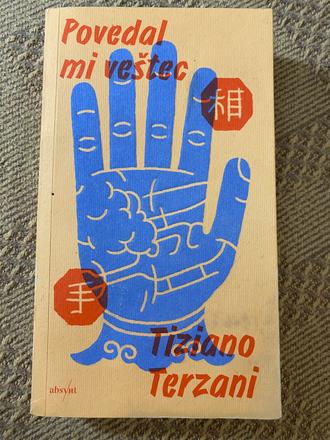 Povedal
mi veštec
相
手
Tiziano
Terzani
absynt